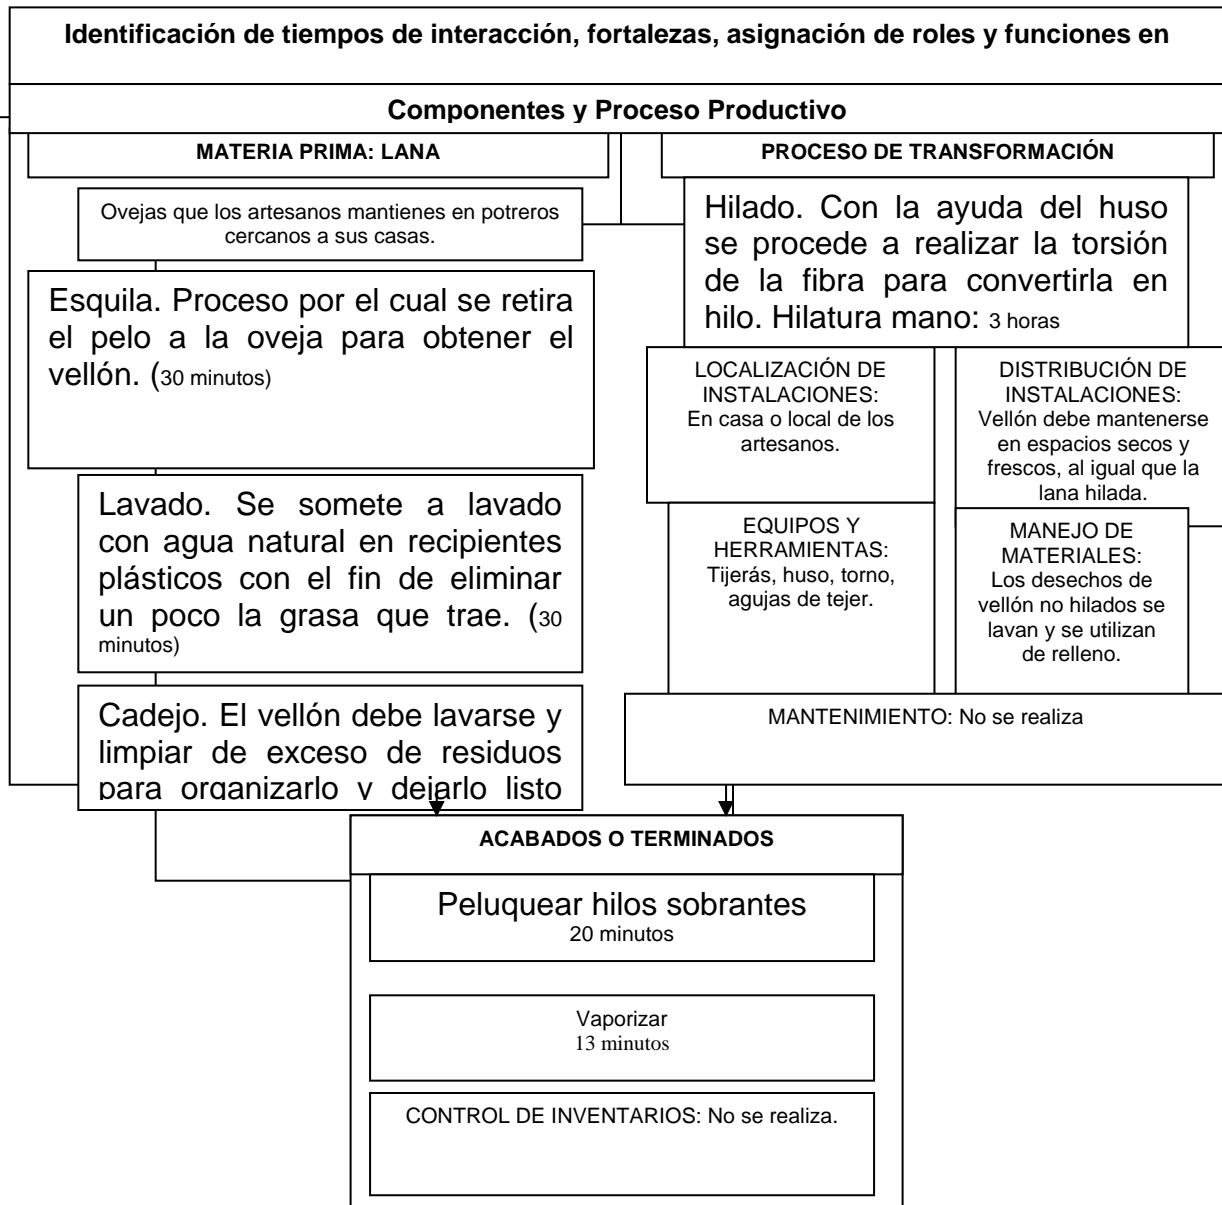 Identificación de tiempos de interacción, fortalezas, asignación de roles y funciones en
Componentes y Proceso Productivo
MATERIA PRIMA: LANA
Ovejas que los artesanos mantienes en potreros
cercanos a sus casas.
Esquila. Proceso por el cual se retira
el pelo a la oveja para obtener el
vellón. (30 minutos)
Lavado. Se somete a lavado
con agua natural en recipientes
plásticos con el fin de eliminar
un poco la grasa que trae. (30
minutos)
Cadejo. El vellón debe lavarse y
limpiar de exceso de residuos
para organizarlo y dejarlo listo
PROCESO DE TRANSFORMACIÓN
Hilado. Con la ayuda del huso
se procede a realizar la torsión
de la fibra para convertirla en
hilo. Hilatura mano: 3 horas
LOCALIZACIÓN DE
INSTALACIONES:
En casa o local de los
artesanos.
DISTRIBUCIÓN DE
INSTALACIONES:
Vellón debe mantenerse
en espacios secos y
frescos, al igual que la
lana hilada.
EQUIPOS Y
HERRAMIENTAS:
Tijerás, huso, torno,
agujas de tejer.
MANEJO DE
MATERIALES:
Los desechos de
vellón no hilados se
lavan y se utilizan
de relleno.
MANTENIMIENTO: No se realiza
ACABADOS O TERMINADOS
Peluquear hilos sobrantes
20 minutos
Vaporizar
13 minutos
CONTROL DE INVENTARIOS: No se realiza.